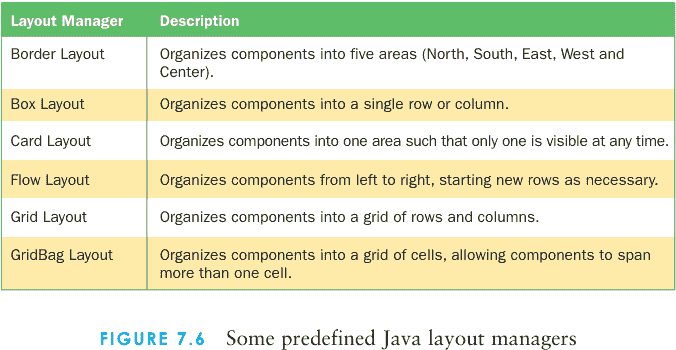 Layout Manager Description
Border Layout Organizes components into five areas (North, South, East, West and
Center).
Box Layout Organizes components into a single row or column.
Card Layout Organizes components into one area such that only one is visible at any time.
Flow Layout Organizes components from left to right, starting new rows as necessary.
Grid Layout Organizes components into a grid of rows and columns.
GridBag Layout Organizes components into a grid of cells, allowing components to span
more than one cell.
FIGURE 7.6 Some predefined Java layout managers